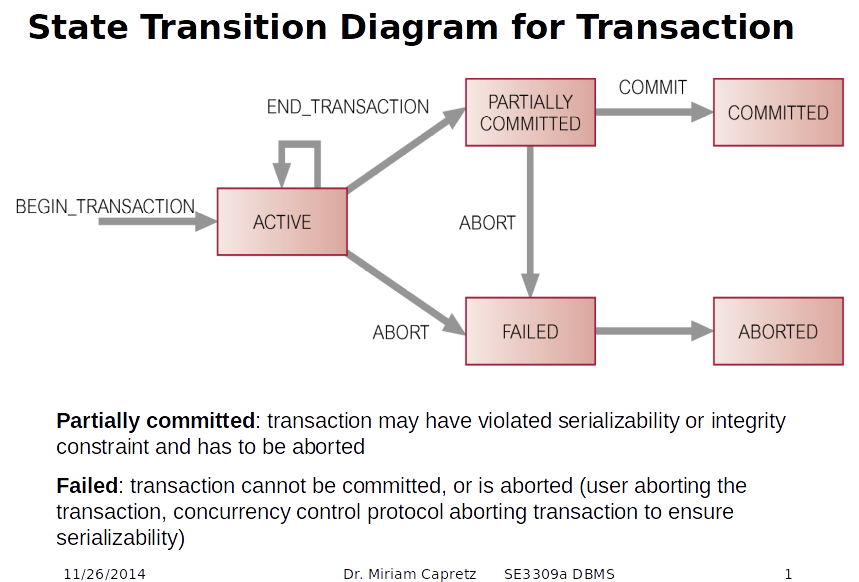 State Transition Diagram for Transaction
COMMIT
END_TRANSACTION
PARTIALLY
COMMITTED
COMMITTED
BEGIN_TRANSACTION
ACTIVE
ABORT
ABORT
FAILED
ABORTED
Partially committed: transaction may have violated serializability or integrity
constraint and has to be aborted
Failed: transaction cannot be committed, or is aborted (user aborting the
transaction, concurrency control protocol aborting transaction to ensure
serializability)
11/26/2014 Dr. Miriam Capretz SE3309a DBMS 1